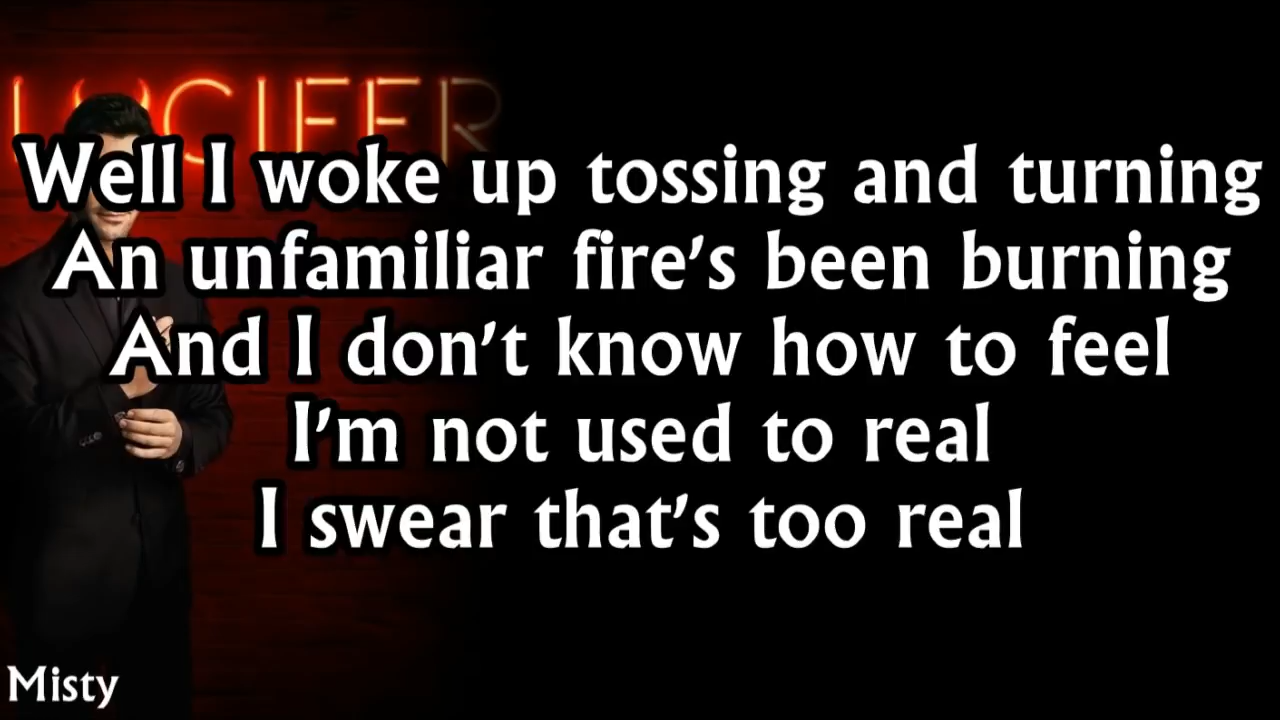 LUCIFER
Well I woke up tossing and turning
An unfamiliar fire's been burning
And I don't know how to feel
I'm not used to real
I swear that's too real
Misty